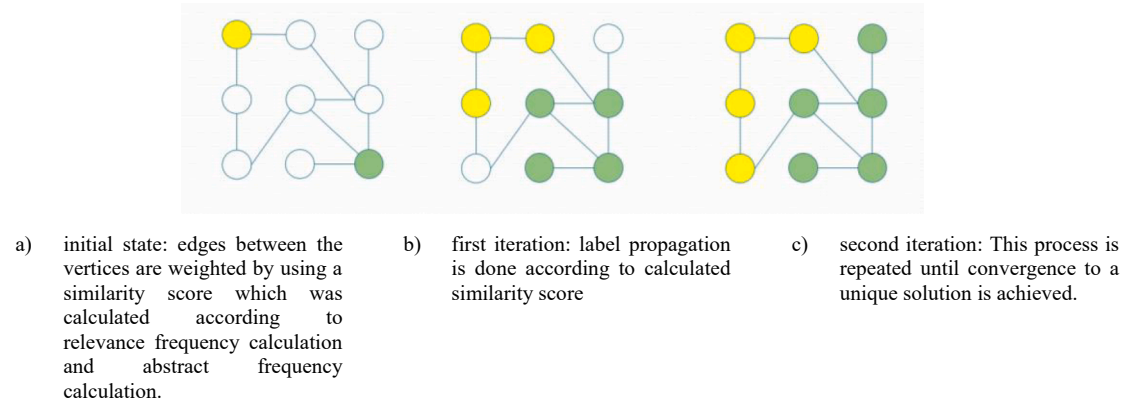 a) initial state: edges between the
vertices are weighted by using a
similarity score which was
calculated according to
relevance frequency calculation
and abstract frequency
calculation.
b) first iteration: label propagation
is done according to calculated
similarity score
c) second iteration: This process is
repeated until convergence to a
unique solution is achieved.